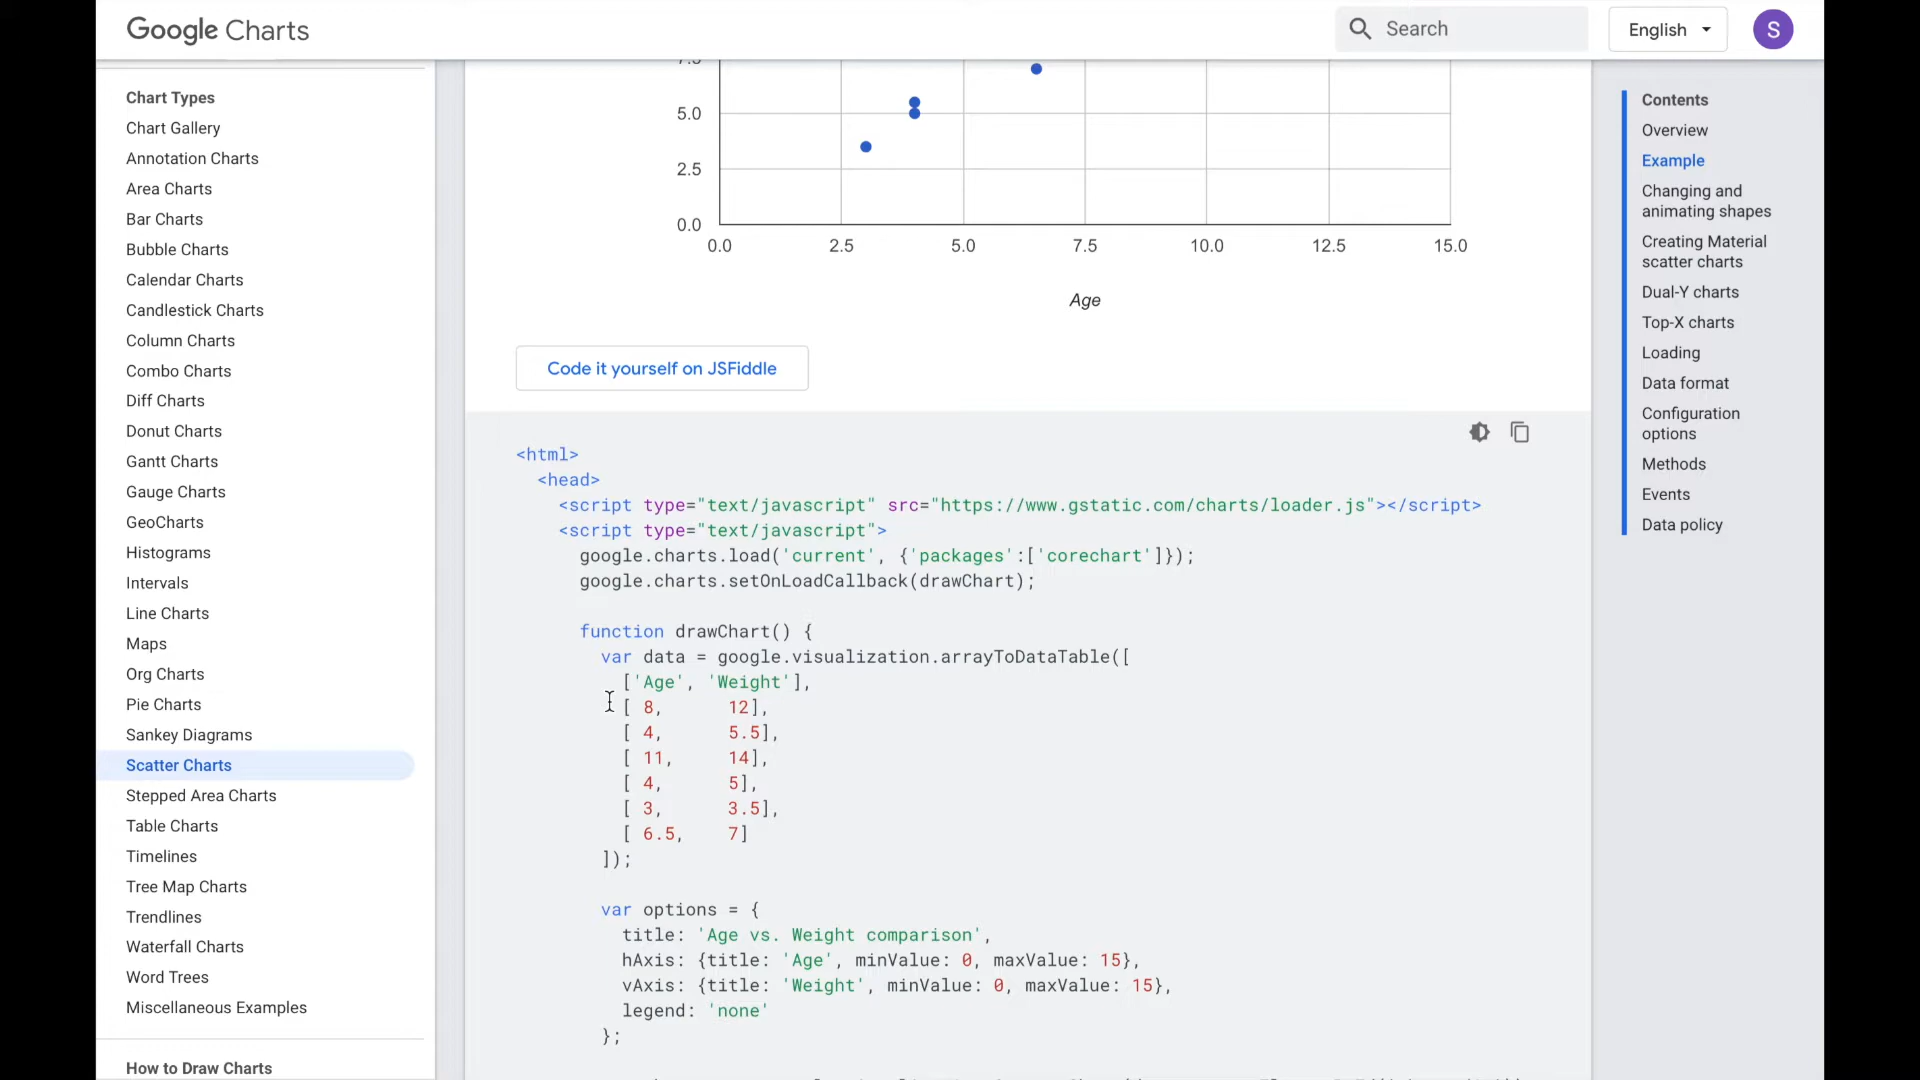 Google Charts
Search
English
S
Chart Types
Chart Gallery
Annotation Charts
Area Charts
Bar Charts
Bubble Charts
Calendar Charts
Candlestick Charts
Column Charts
Combo Charts
Diff Charts
Donut Charts
Gantt Charts
Gauge Charts
GeoCharts
Histograms
Intervals
Line Charts
Maps
Org Charts
Pie Charts
Sankey Diagrams
Scatter Charts
Stepped Area Charts
Table Charts
Timelines
Tree Map Charts
Trendlines
Waterfall Charts
Word Trees
Miscellaneous Examples
How to Draw Charts
7.5
5.0
2.5
0.0
0.0 2.5 5.0 7.5 10.0 12.5 15.0
Age
Code it yourself on JSFiddle
<html>
<head>
<script type="text/javascript" src="https://www.gstatic.com/charts/loader.js"></script>
<script type="text/javascript">
google.charts.load('current', {'packages':['corechart']});
google.charts.setOnLoadCallback(drawChart);
function drawChart() {
var data = google.visualization.arrayToDataTable([
['Age', 'Weight'],
[ 8, 12],
[ 4, 5.5],
[ 11, 14],
[ 4, 5],
[ 3, 3.5],
[ 6.5, 7]
]);
var options = {
title: 'Age vs. Weight comparison',
hAxis: {title: 'Age', minValue: 0, maxValue: 15},
vAxis: {title: 'Weight', minValue: 0, maxValue: 15},
legend: 'none'
};
Contents
Overview
Example
Changing and
animating shapes
Creating Material
scatter charts
Dual-Y charts
Top-X charts
Loading
Data format
Configuration
options
Methods
Events
Data policy